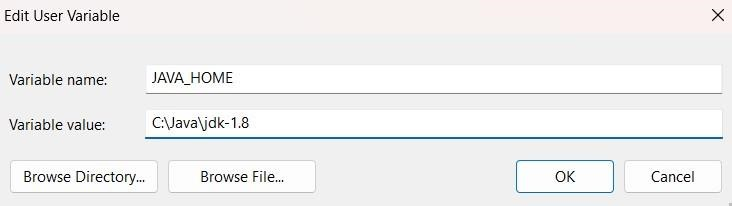 Edit User Variable
Variable name: JAVA_HOME
Variable value: C:\Java\jdk-1.8
Browse Directory... Browse File... OK Cancel